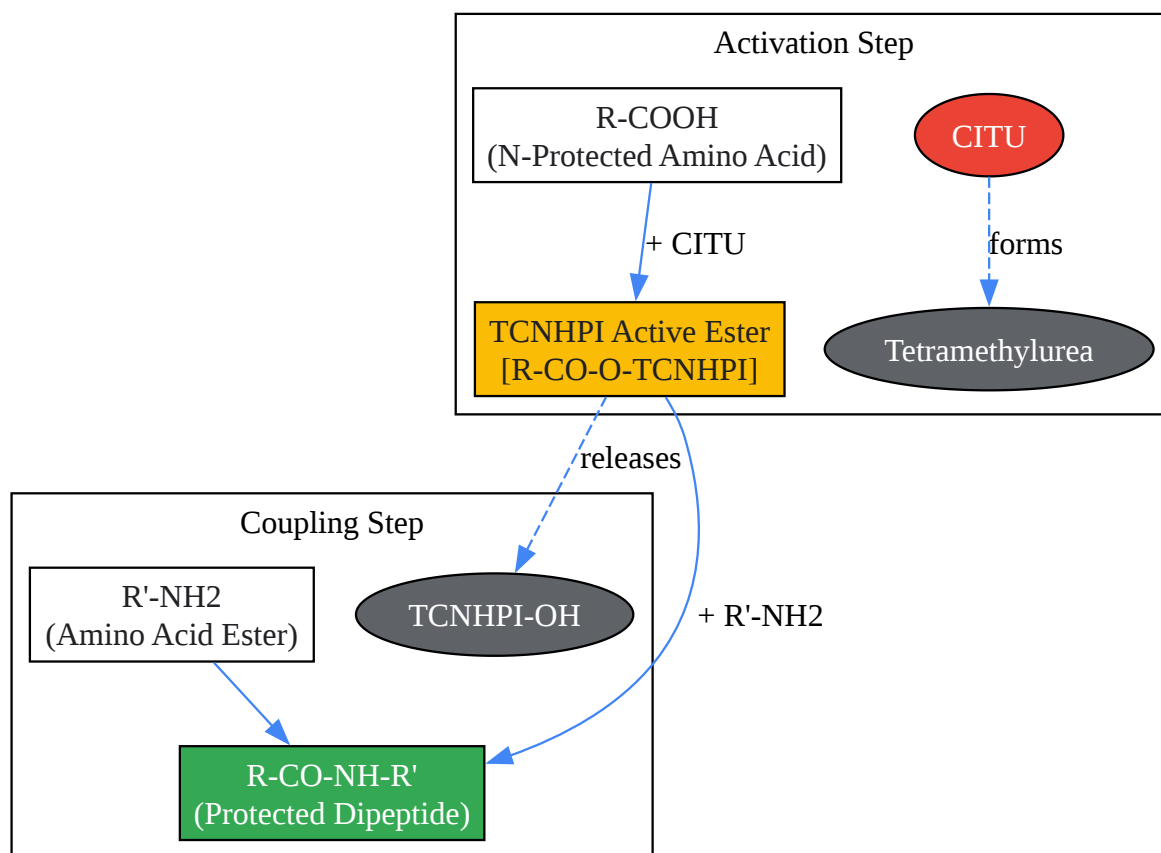 Activation Step
R-COOH
(N-Protected Amino Acid)
CITU
+ CITU
forms
TCNHPI Active Ester
[R-CO-O-TCNHPI]
Tetramethylurea
releases
Coupling Step
R'-NH2
(Amino Acid Ester)
TCNHPI-OH
+ R'-NH2
R-CO-NH-R'
(Protected Dipeptide)